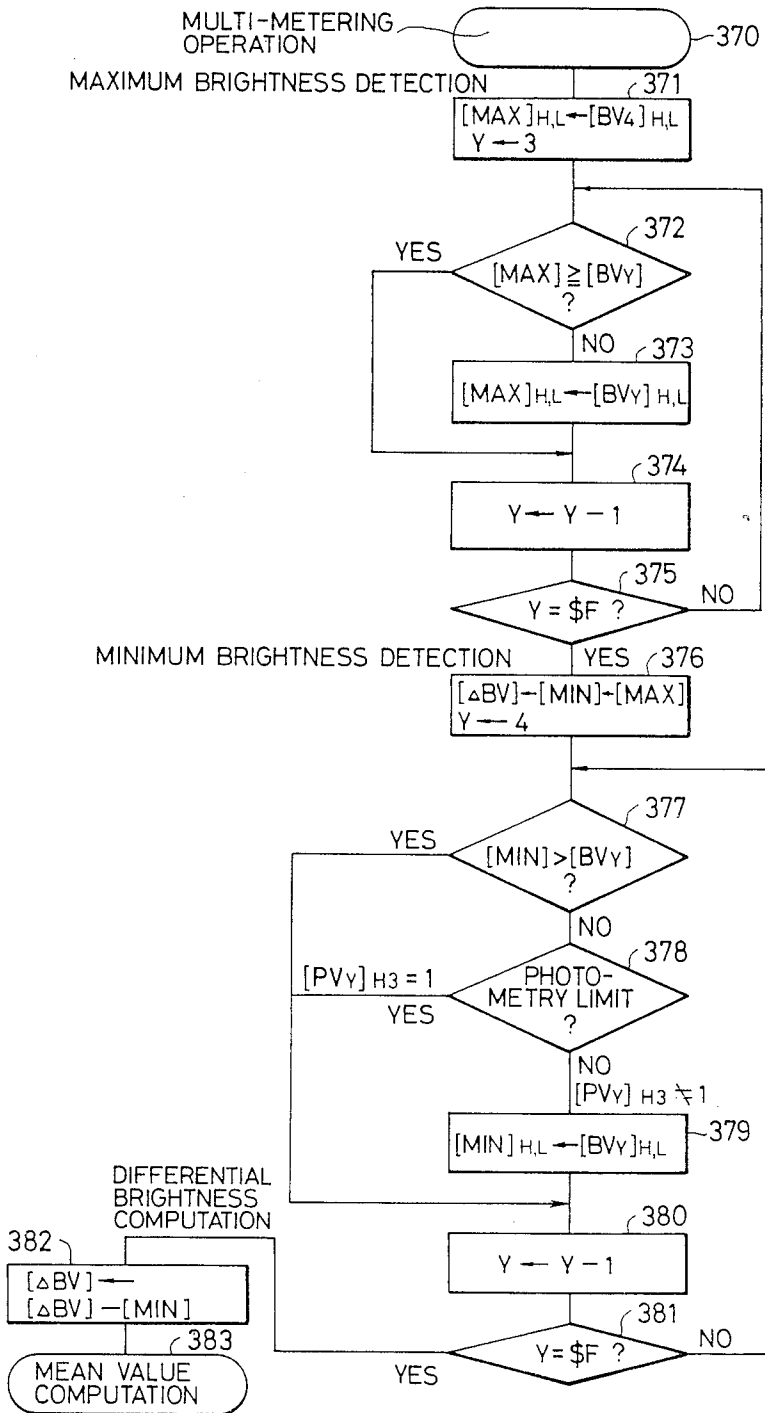 MULTI-METERING
OPERATION
370
MAXIMUM BRIGHTNESS DETECTION
371
[MAX]H,L←[BV4]H,L
Y ← 3
372
YES
[MAX]≧[BVY]
?
NO
373
[MAX]H,L←[BVY]H,L
374
Y ← Y − 1
375
Y = $F ?
NO
MINIMUM BRIGHTNESS DETECTION
YES
376
[△BV]←[MIN]←[MAX]
Y ← 4
377
YES
[MIN]>[BVY]
?
NO
378
[PVY]H3 = 1
PHOTO-
METRY LIMIT
?
YES
NO
[PVY]H3 ≠ 1
379
[MIN]H,L←[BVY]H,L
DIFFERENTIAL
BRIGHTNESS
COMPUTATION
380
Y ← Y − 1
382
[△BV]←
[△BV]−[MIN]
381
Y=$F ?
NO
YES
383
MEAN VALUE
COMPUTATION